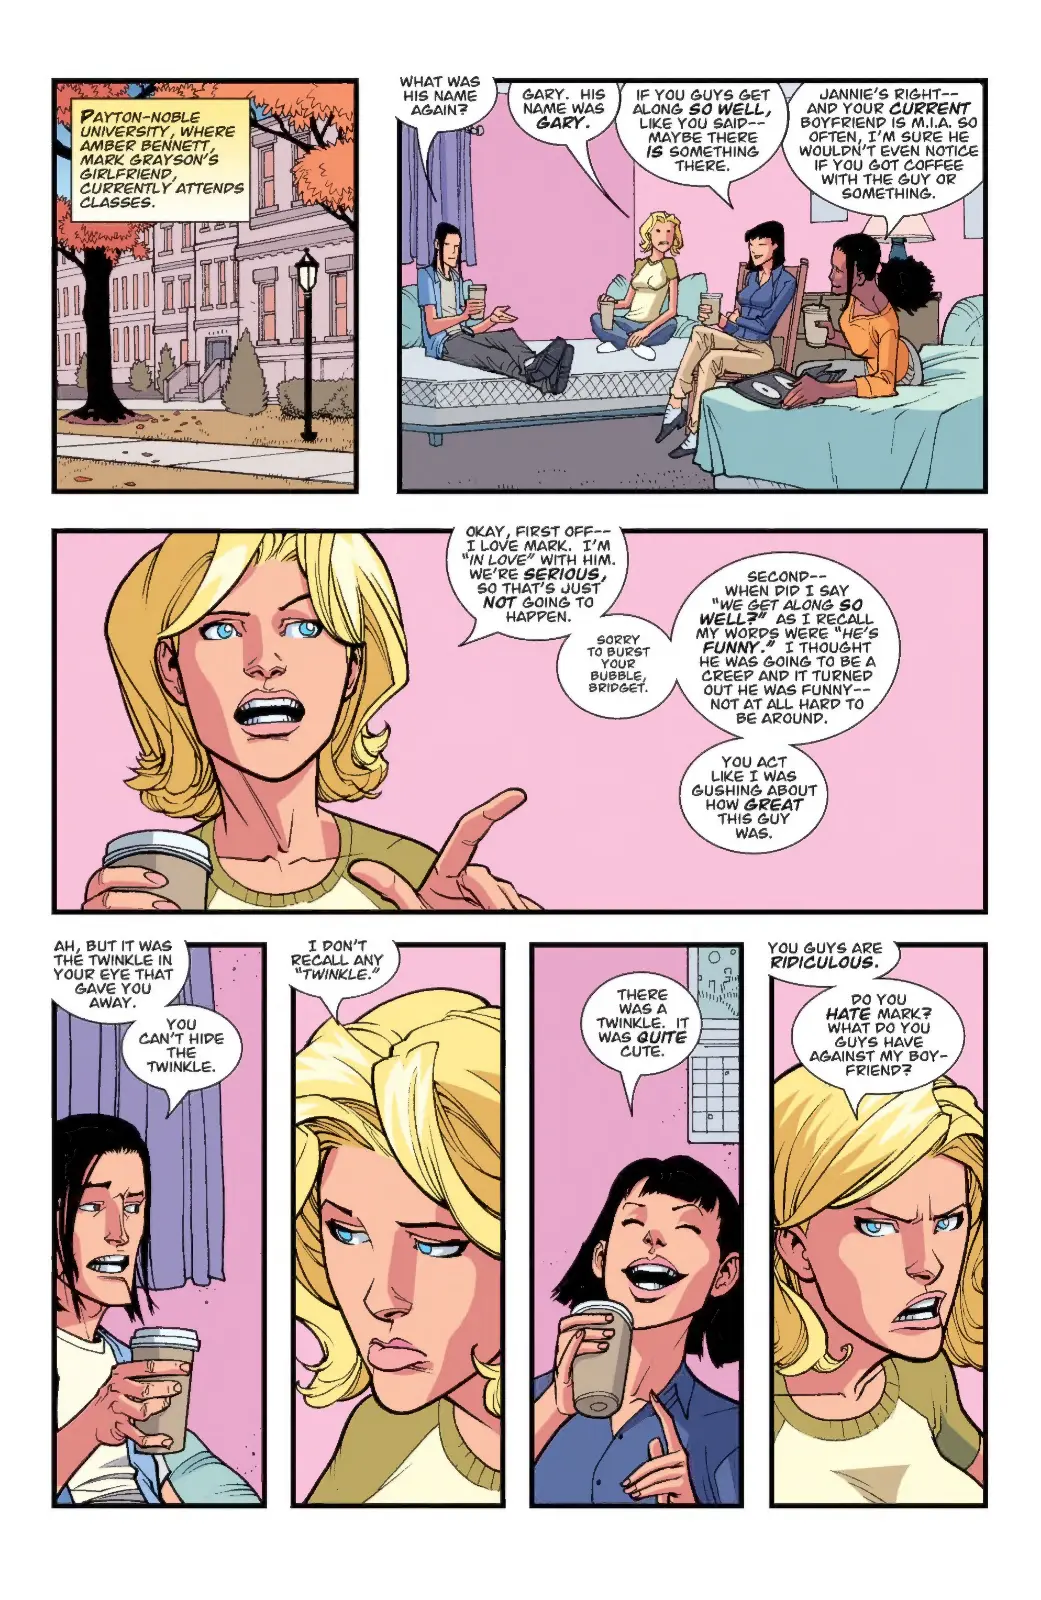 PAYTON-NOBLE
UNIVERSITY, WHERE
AMBER BENNETT,
MARK GRAYSON'S
GIRLFRIEND,
CURRENTLY ATTENDS
CLASSES.
WHAT WAS
HIS NAME
AGAIN?
GARY. HIS
NAME WAS
GARY.
IF YOU GUYS GET
ALONG SO WELL,
LIKE YOU SAID--
MAYBE THERE
IS SOMETHING
THERE.
JANNIE'S RIGHT--
AND YOUR CURRENT
BOYFRIEND IS M.I.A. SO
OFTEN, I'M SURE HE
WOULDN'T EVEN NOTICE
IF YOU GOT COFFEE
WITH THE GUY OR
SOMETHING.
OKAY, FIRST OFF--
I LOVE MARK. I'M
"IN LOVE" WITH HIM.
WE'RE SERIOUS,
SO THAT'S JUST
NOT GOING TO
HAPPEN.
SORRY
TO BURST
YOUR
BUBBLE,
BRIDGET.
SECOND--
WHEN DID I SAY
"WE GET ALONG SO
WELL?" AS I RECALL
MY WORDS WERE "HE'S
FUNNY." I THOUGHT
HE WAS GOING TO BE A
CREEP AND IT TURNED
OUT HE WAS FUNNY--
NOT AT ALL HARD TO
BE AROUND.
YOU ACT
LIKE I WAS
GUSHING ABOUT
HOW GREAT
THIS GUY
WAS.
AH, BUT IT WAS
THE TWINKLE IN
YOUR EYE THAT
GAVE YOU
AWAY.
YOU
CAN'T HIDE
THE
TWINKLE.
I DON'T
RECALL ANY
"TWINKLE."
THERE
WAS A
TWINKLE. IT
WAS QUITE
CUTE.
YOU GUYS ARE
RIDICULOUS.
DO YOU
HATE MARK?
WHAT DO YOU
GUYS HAVE
AGAINST MY BOY-
FRIEND?